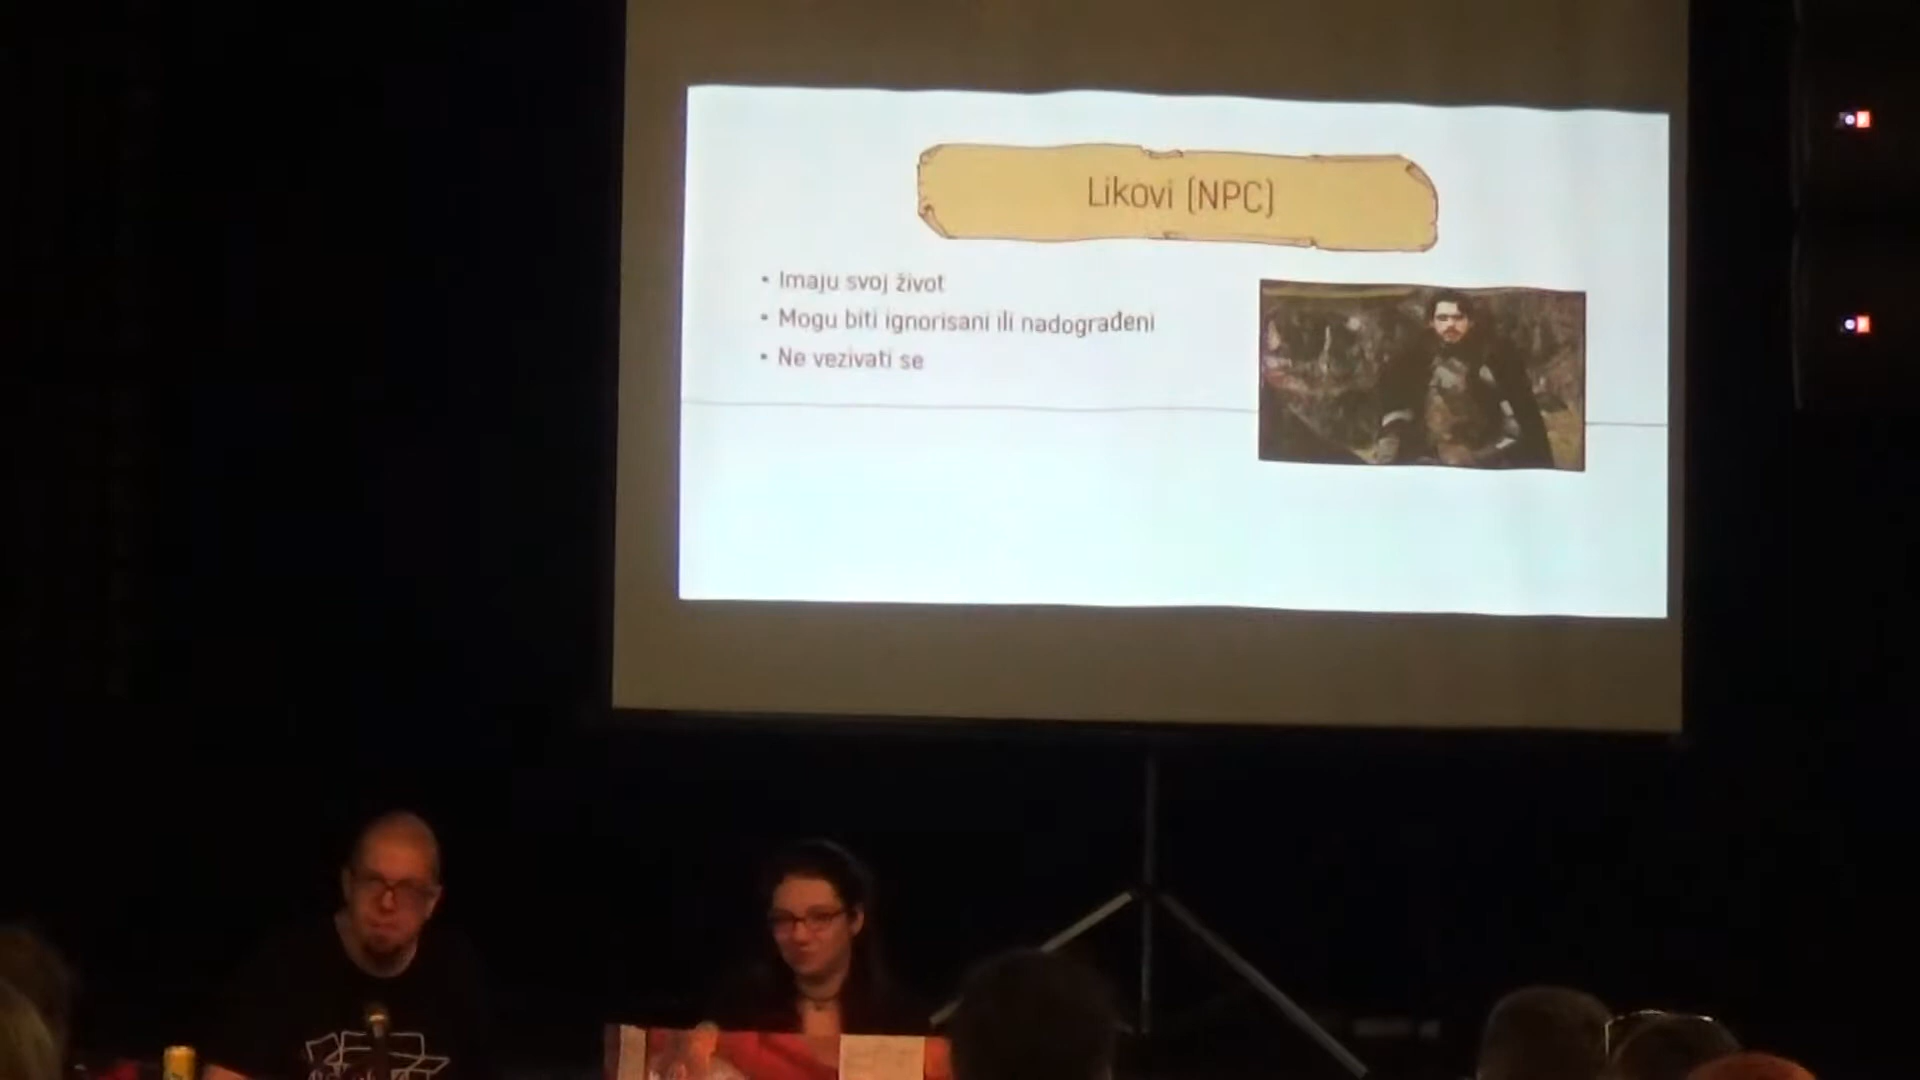 Likovi (NPC)
• Imaju svoj život
• Mogu biti ignorisani ili nadograđeni
• Ne vezivati se